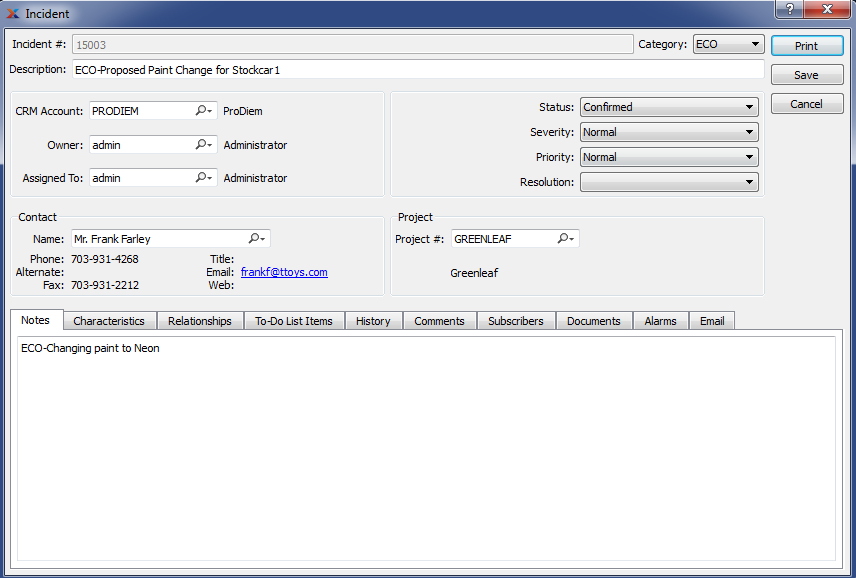 Incident
Incident #: 15003 Category: ECO Print
Description: ECO-Proposed Paint Change for Stockcar1 Save
Cancel
CRM Account: PRODIEM ProDiem
Owner: admin Administrator
Assigned To: admin Administrator
Status: Confirmed
Severity: Normal
Priority: Normal
Resolution:
Contact
Name: Mr. Frank Farley
Phone: 703-931-4268 Title:
Alternate: Email: frankf@ttoys.com
Fax: 703-931-2212 Web:
Project
Project #: GREENLEAF
Greenleaf
Notes Characteristics Relationships To-Do List Items History Comments Subscribers Documents Alarms Email
ECO-Changing paint to Neon